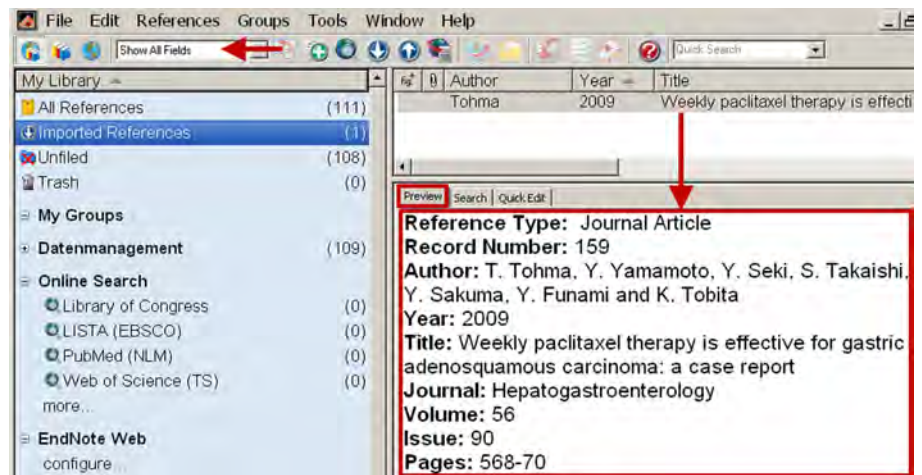 File Edit References Groups Tools Window Help
Show All Fields
Quick Search
My Library
All References (111)
Imported References (1)
Unfiled (108)
Trash (0)
My Groups
Datenmanagement (109)
Online Search
Library of Congress (0)
LISTA (EBSCO) (0)
PubMed (NLM) (0)
Web of Science (TS) (0)
more...
EndNote Web
configure...
Author Year Title
Tohma 2009 Weekly paclitaxel therapy is effecti
Preview Search Quick Edit
Reference Type: Journal Article
Record Number: 159
Author: T. Tohma, Y. Yamamoto, Y. Seki, S. Takaishi,
Y. Sakuma, Y. Funami and K. Tobita
Year: 2009
Title: Weekly paclitaxel therapy is effective for gastric
adenosquamous carcinoma: a case report
Journal: Hepatogastroenterology
Volume: 56
Issue: 90
Pages: 568-70